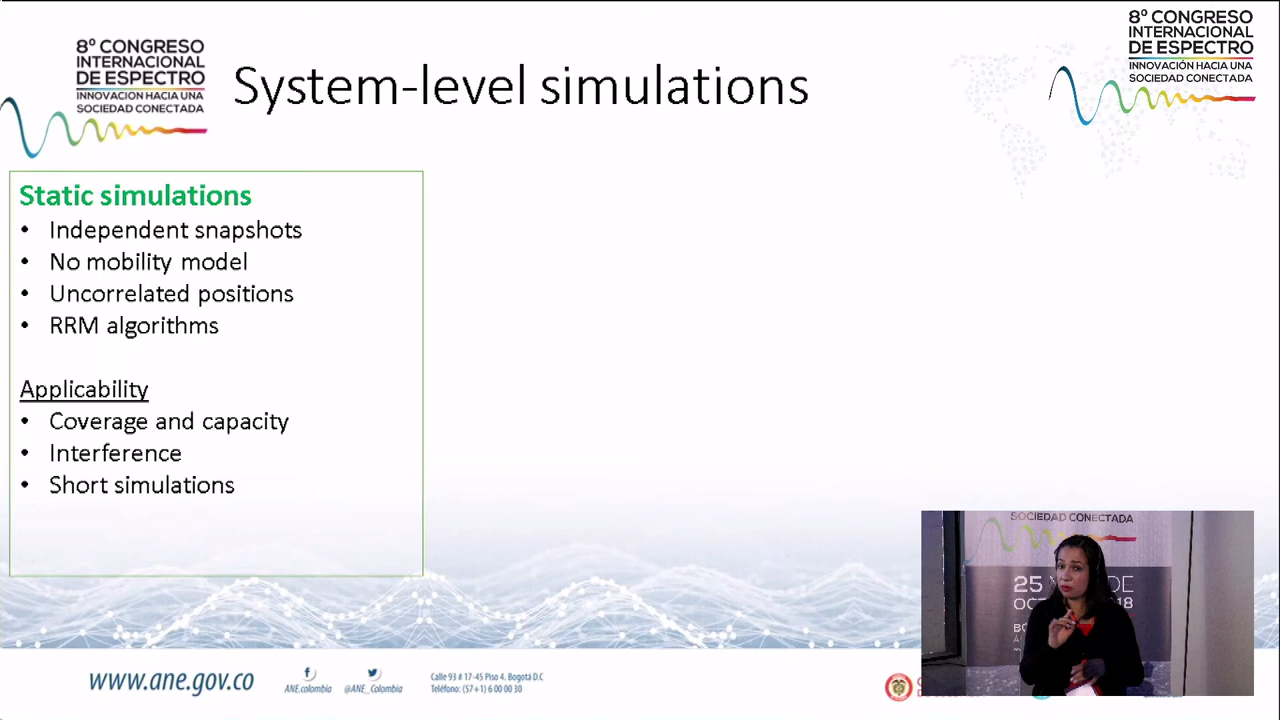 8º CONGRESO
INTERNACIONAL
DE ESPECTRO
INNOVACIÓN HACIA UNA
SOCIEDAD CONECTADA
System-level simulations
8º CONGRESO
INTERNACIONAL
DE ESPECTRO
INNOVACIÓN HACIA UNA
SOCIEDAD CONECTADA
Static simulations
• Independent snapshots
• No mobility model
• Uncorrelated positions
• RRM algorithms
Applicability
• Coverage and capacity
• Interference
• Short simulations
SOCIEDAD CONECTADA
25
DE
www.ane.gov.co
ANE.colombia
@ANE_Colombia
Calle 93 # 17-45 Piso 4. Bogotá D.C
Teléfono: (57+1) 6 00 00 30